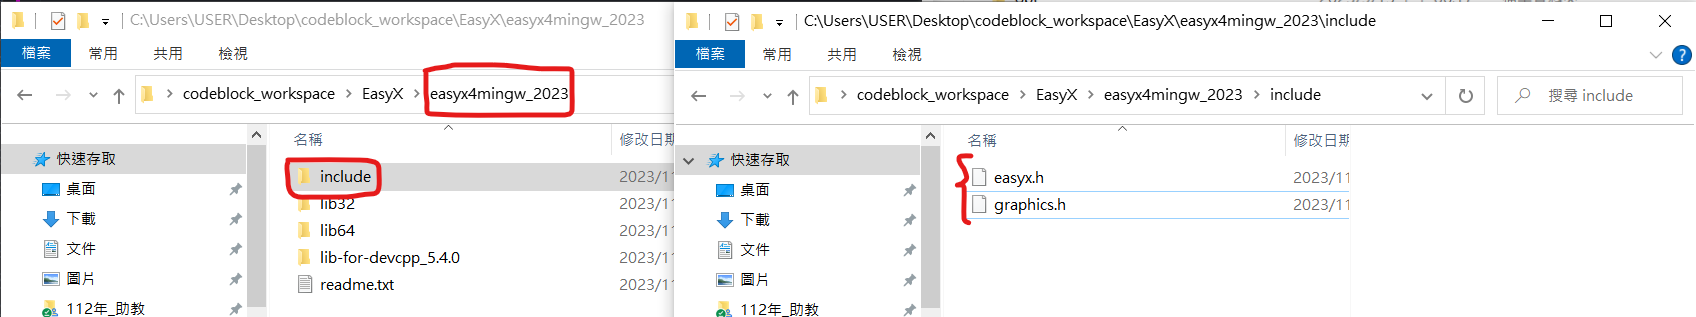 C:\Users\USER\Desktop\codeblock_workspace\EasyX\easyx4mingw_2023
檔案 常用 共用 檢視
codeblock_workspace EasyX easyx4mingw_2023
名稱 修改日期
快速存取
桌面
下載
文件
圖片
112年_助教
include 2023/11
lib32 2023/11
lib64 2023/11
lib-for-devcpp_5.4.0 2023/11
readme.txt 2023/11
C:\Users\USER\Desktop\codeblock_workspace\EasyX\easyx4mingw_2023\include
檔案 常用 共用 檢視
codeblock_workspace EasyX easyx4mingw_2023 include 搜尋 include
名稱 修改日期
快速存取
桌面
下載
文件
圖片
112年_助教
easyx.h 2023/11
graphics.h 2023/11